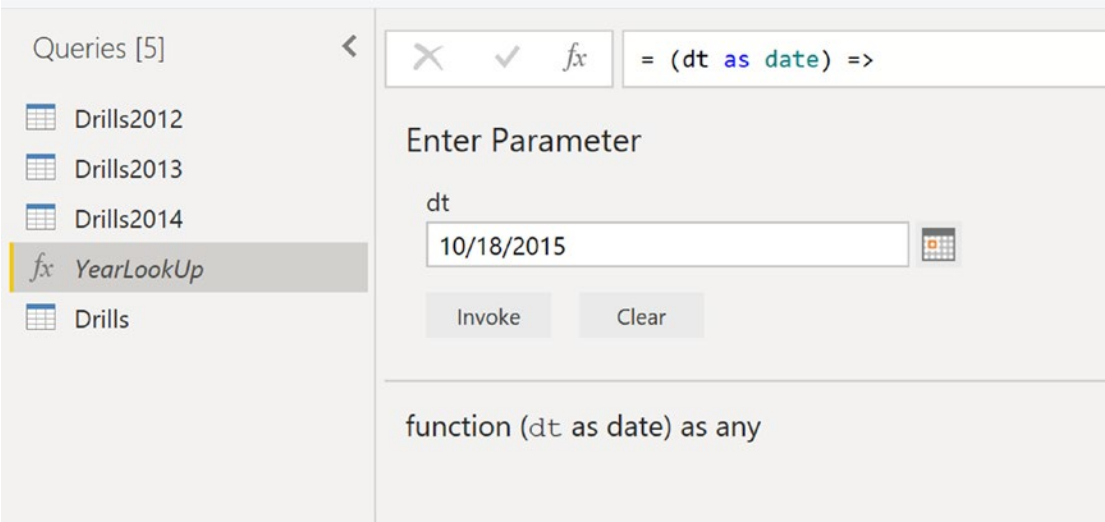 Queries [5]
Drills2012
Drills2013
Drills2014
fx YearLookUp
Drills
fx
= (dt as date) =>
Enter Parameter
dt
10/18/2015
Invoke Clear
function (dt as date) as any